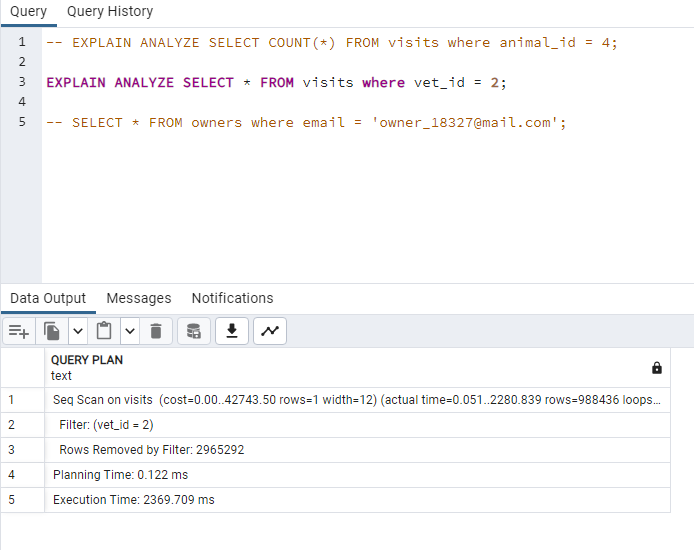 Query Query History
1 -- EXPLAIN ANALYZE SELECT COUNT(*) FROM visits where animal_id = 4;
2
3 EXPLAIN ANALYZE SELECT * FROM visits where vet_id = 2;
4
5 -- SELECT * FROM owners where email = 'owner_18327@mail.com';
Data Output Messages Notifications
QUERY PLAN
text
1 Seq Scan on visits (cost=0.00..42743.50 rows=1 width=12) (actual time=0.051..2280.839 rows=988436 loops...
2 Filter: (vet_id = 2)
3 Rows Removed by Filter: 2965292
4 Planning Time: 0.122 ms
5 Execution Time: 2369.709 ms